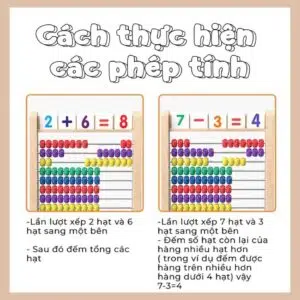 Cách thực hiện
các phép tính
2 + 6 = 8
7 - 3 = 4
-Lần lượt xếp 2 hạt và 6
hạt sang một bên
- Sau đó đếm tổng các
hạt
-Lần lượt xếp 7 hạt và 3
hạt sang một bên
- Đếm số hạt còn lại của
hàng nhiều hạt hơn
( trong ví dụ đếm được
hàng trên nhiều hơn
hàng dưới 4 hạt) vậy
7-3=4